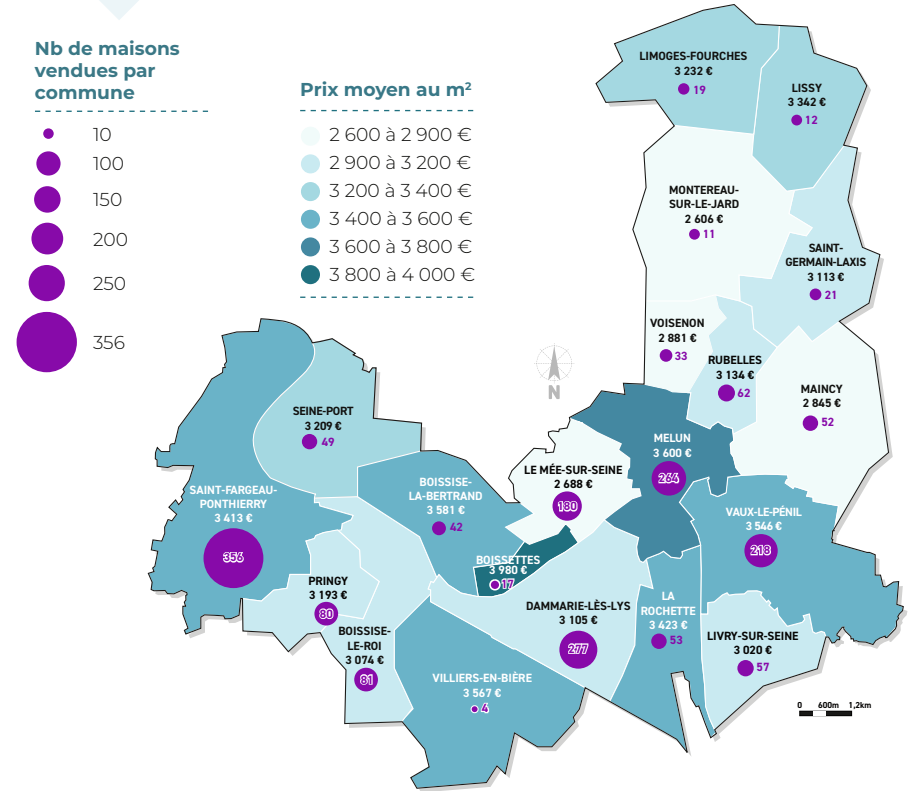 Nb de maisons
vendues par
commune
10
100
150
200
250
356
Prix moyen au m²
2 600 à 2 900 €
2 900 à 3 200 €
3 200 à 3 400 €
3 400 à 3 600 €
3 600 à 3 800 €
3 800 à 4 000 €
LIMOGES-FOURCHES
3 232 €
19
LISSY
3 342 €
12
MONTEREAU-
SUR-LE-JARD
2 606 €
11
SAINT-
GERMAIN-LAXIS
3 113 €
21
VOISENON
2 881 €
33
RUBELLES
3 134 €
62
MAINCY
2 845 €
52
N
SEINE-PORT
3 209 €
49
MELUN
3 600 €
264
LE MÉE-SUR-SEINE
2 688 €
180
BOISSISE-
LA-BERTRAND
3 581 €
42
SAINT-FARGEAU-
PONTHIERRY
3 413 €
356
VAUX-LE-PÉNIL
3 546 €
218
BOISSETTES
3 980 €
17
PRINGY
3 193 €
80
DAMMARIE-LÈS-LYS
3 105 €
277
LA
ROCHETTE
3 423 €
53
BOISSISE-
LE-ROI
3 074 €
81
LIVRY-SUR-SEINE
3 020 €
57
VILLIERS-EN-BIÈRE
3 567 €
4
0 600m 1,2km